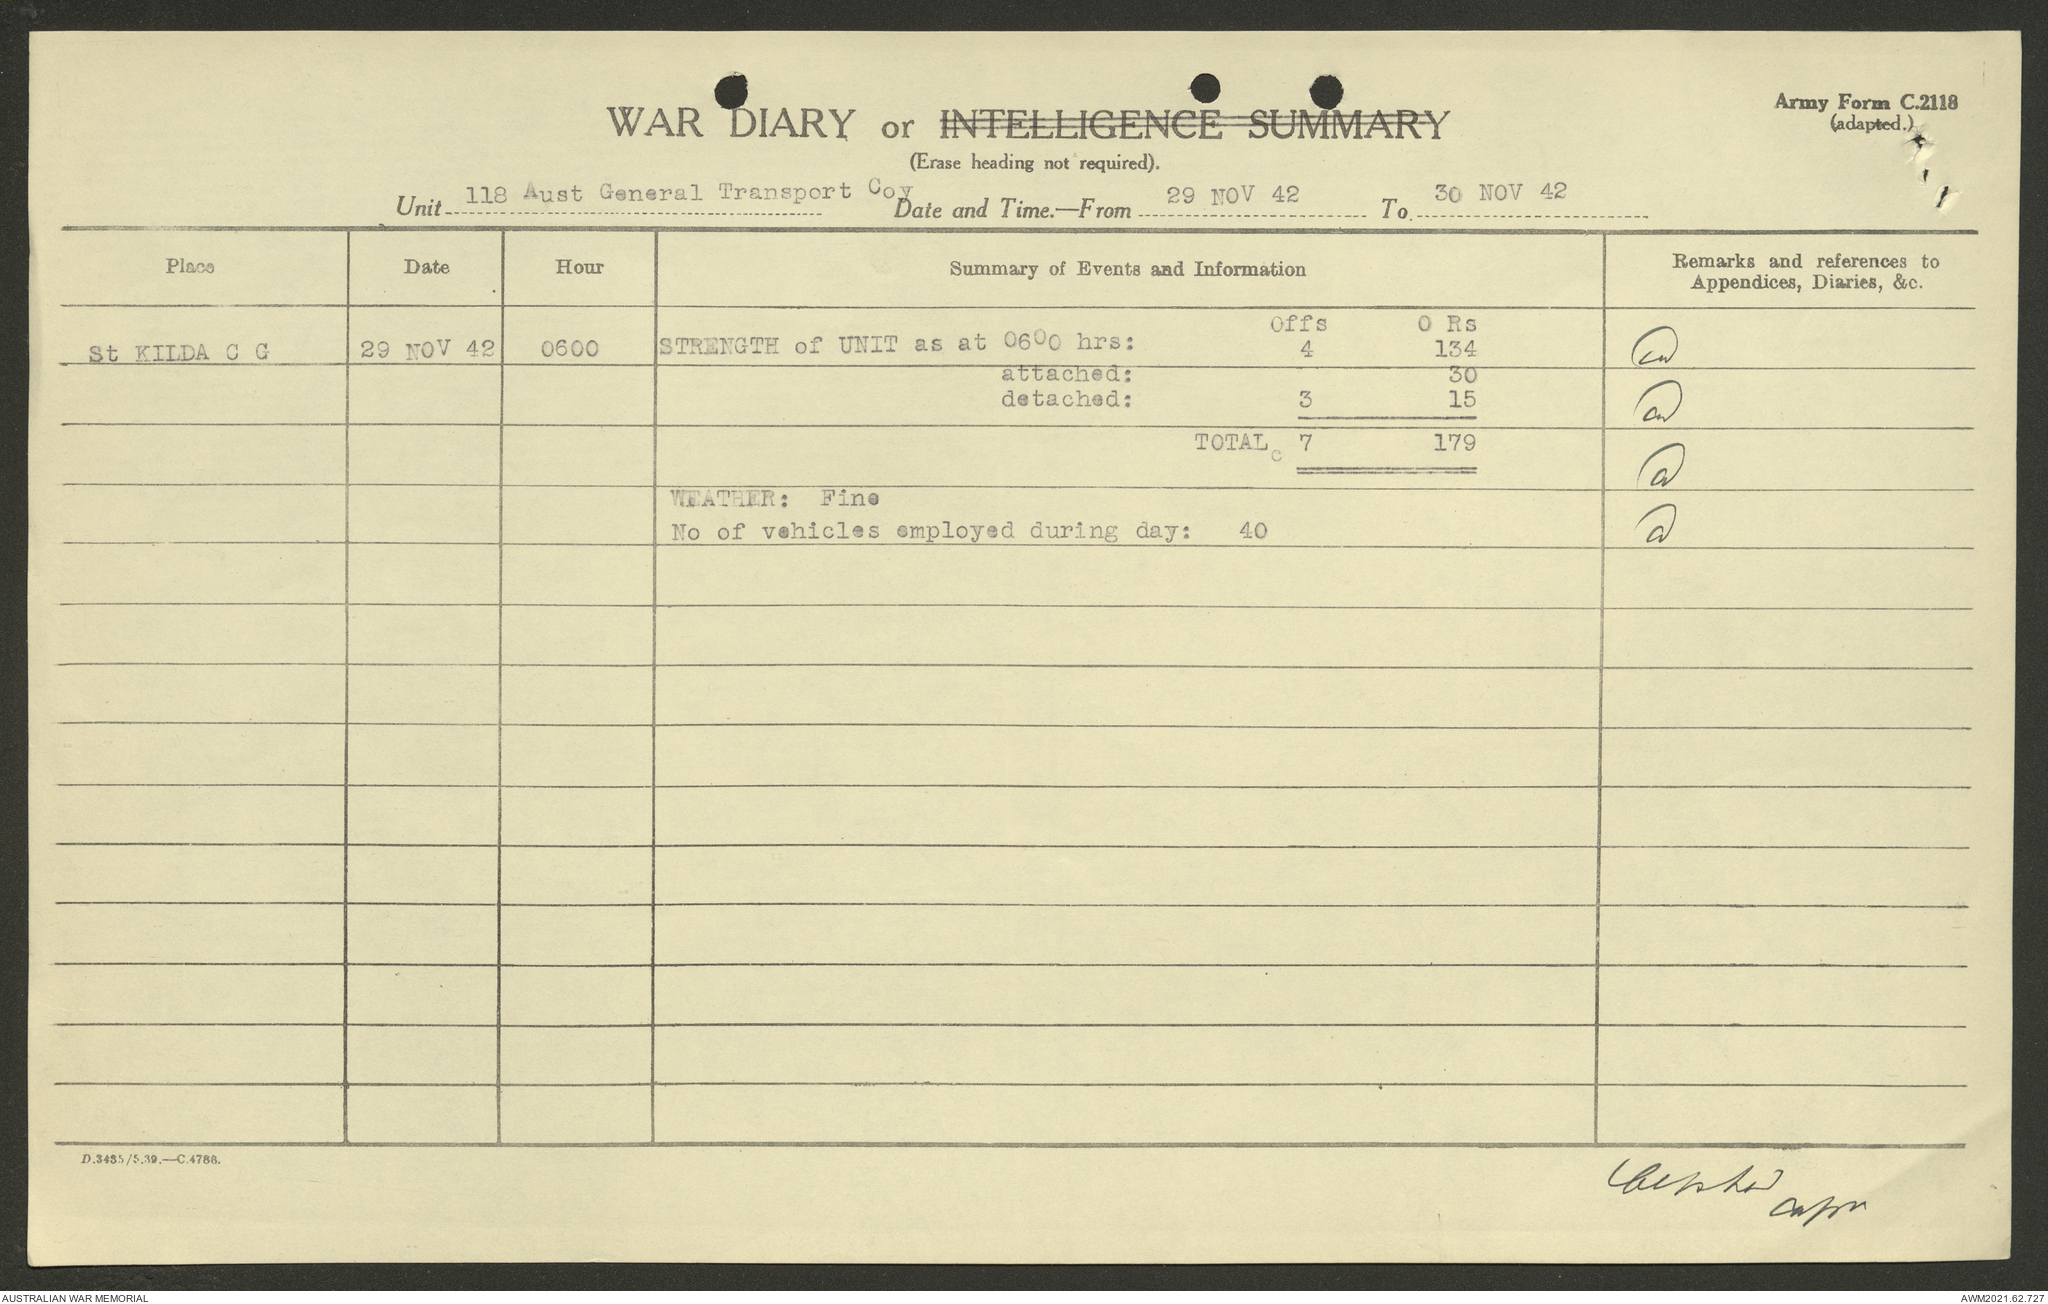 Army Form C.2118
(adapted.)
WAR DIARY or INTELLIGENCE SUMMARY
(Erase heading not required).
Unit 118 Aust General Transport Coy Date and Time.—From 29 NOV 42 To 30 NOV 42
Place Date Hour Summary of Events and Information Remarks and references to Appendices, Diaries, &c.
Offs O Rs
St KILDA C G 29 NOV 42 0600 STRENGTH of UNIT as at 0600 hrs: 4 134
attached: 30
detached: 3 15
TOTAL 7 179
WEATHER: Fine
No of vehicles employed during day: 40
D.3485/5.39.—C.4786.
Capt
AUSTRALIAN WAR MEMORIAL
AWM2021.62.727